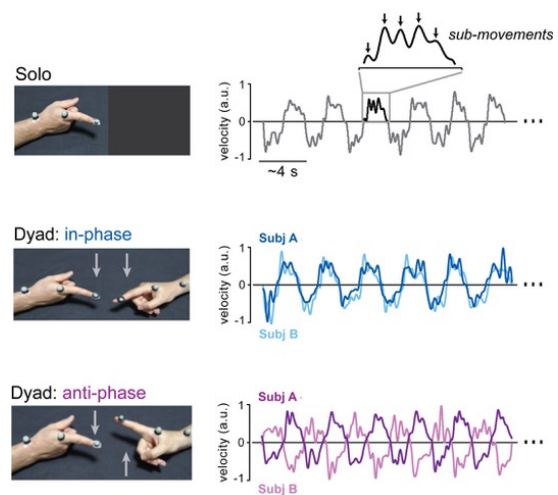 sub-movements
Solo
velocity (a.u.)
1
0
-1
~4 s
...
Dyad: in-phase
velocity (a.u.)
1
0
-1
Subj A
Subj B
...
Dyad: anti-phase
velocity (a.u.)
1
0
-1
Subj A
Subj B
...